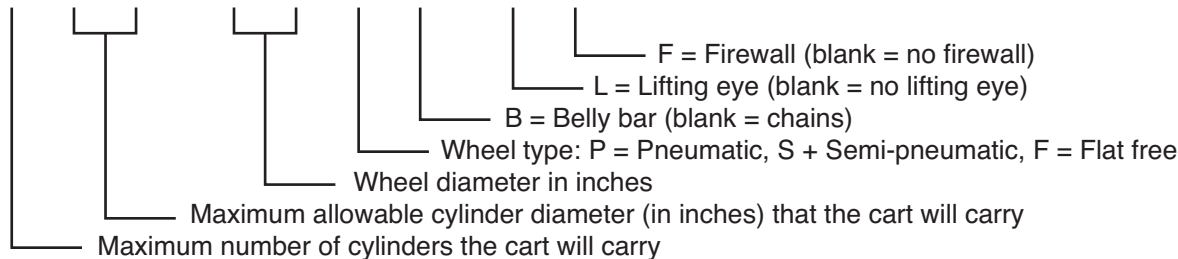 F = Firewall (blank = no firewall)
L = Lifting eye (blank = no lifting eye)
B = Belly bar (blank = chains)
Wheel type: P = Pneumatic, S + Semi-pneumatic, F = Flat free
Wheel diameter in inches
Maximum allowable cylinder diameter (in inches) that the cart will carry
Maximum number of cylinders the cart will carry